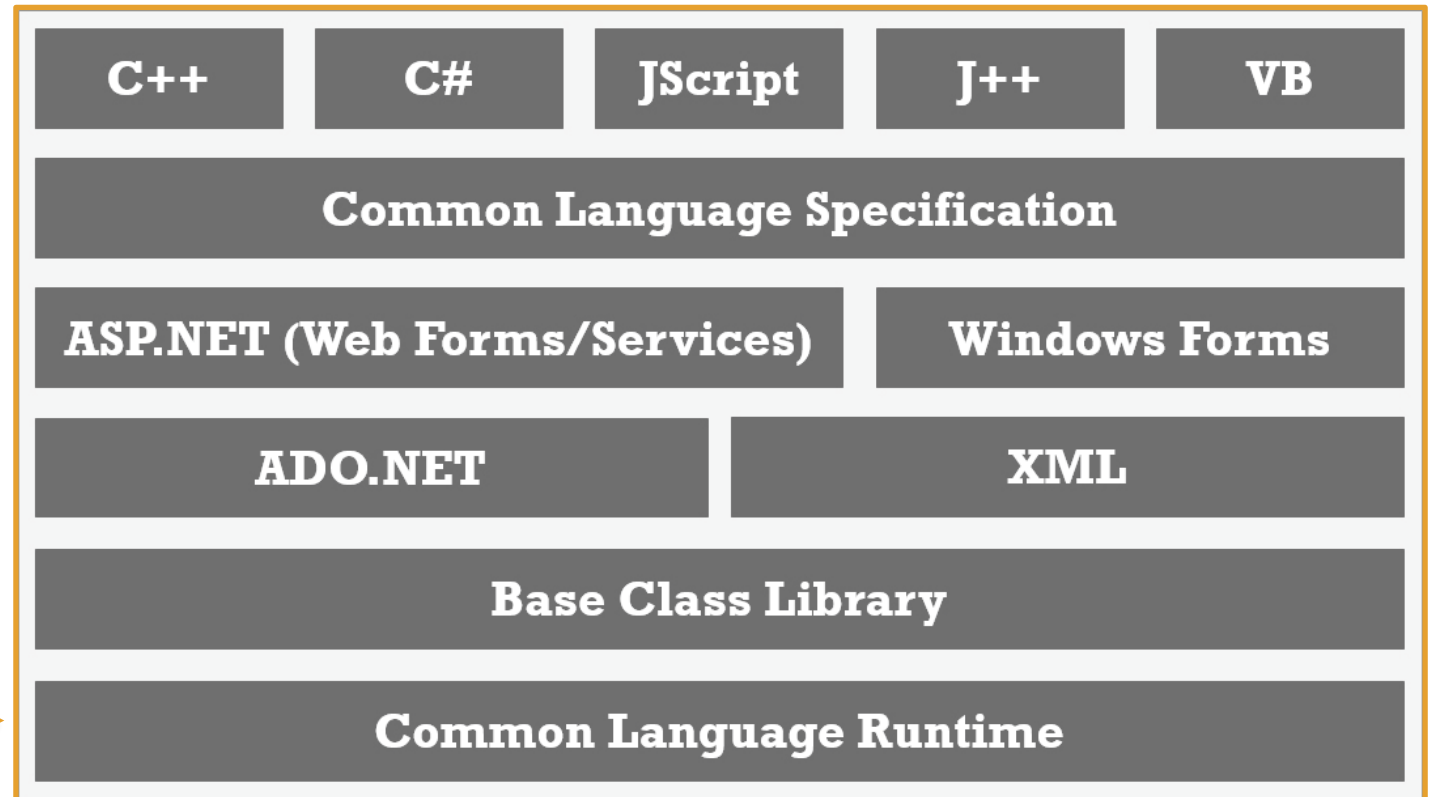 C++
C#
JScript
J++
VB
Common Language Specification
ASP.NET (Web Forms/Services)
Windows Forms
ADO.NET
XML
Base Class Library
Common Language Runtime